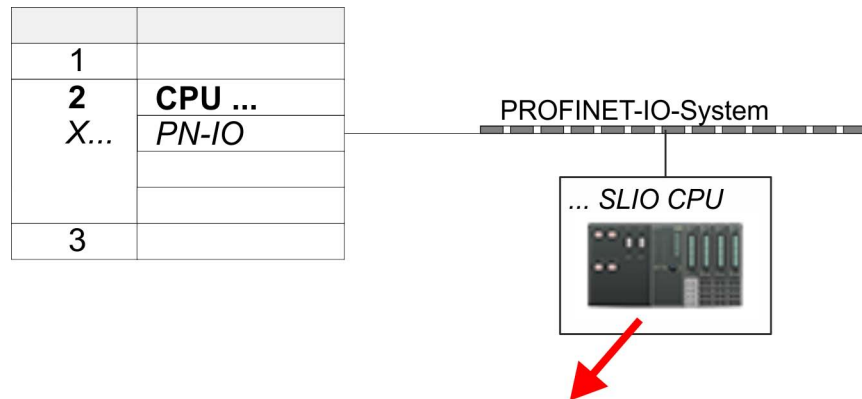 1
2 CPU ...
X... PN-IO
3
PROFINET-IO-System
... SLIO CPU